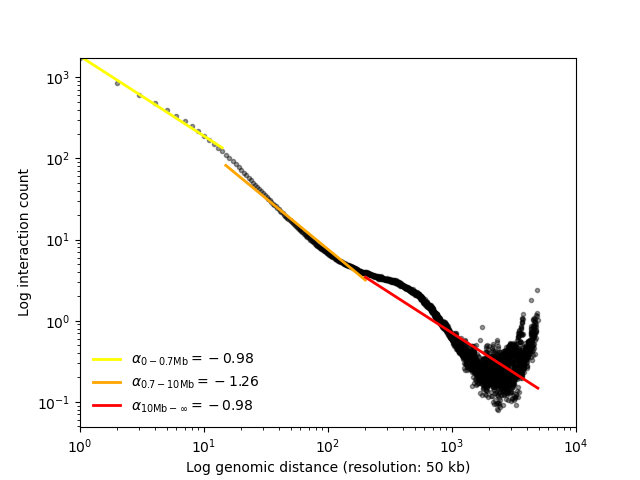 10³
10²
10¹
10⁰
10⁻¹
Log interaction count
α₀₋₀.₇Mb = −0.98
α₀.₇₋₁₀Mb = −1.26
α₁₀Mb₋∞ = −0.98
10⁰ 10¹ 10² 10³ 10⁴
Log genomic distance (resolution: 50 kb)